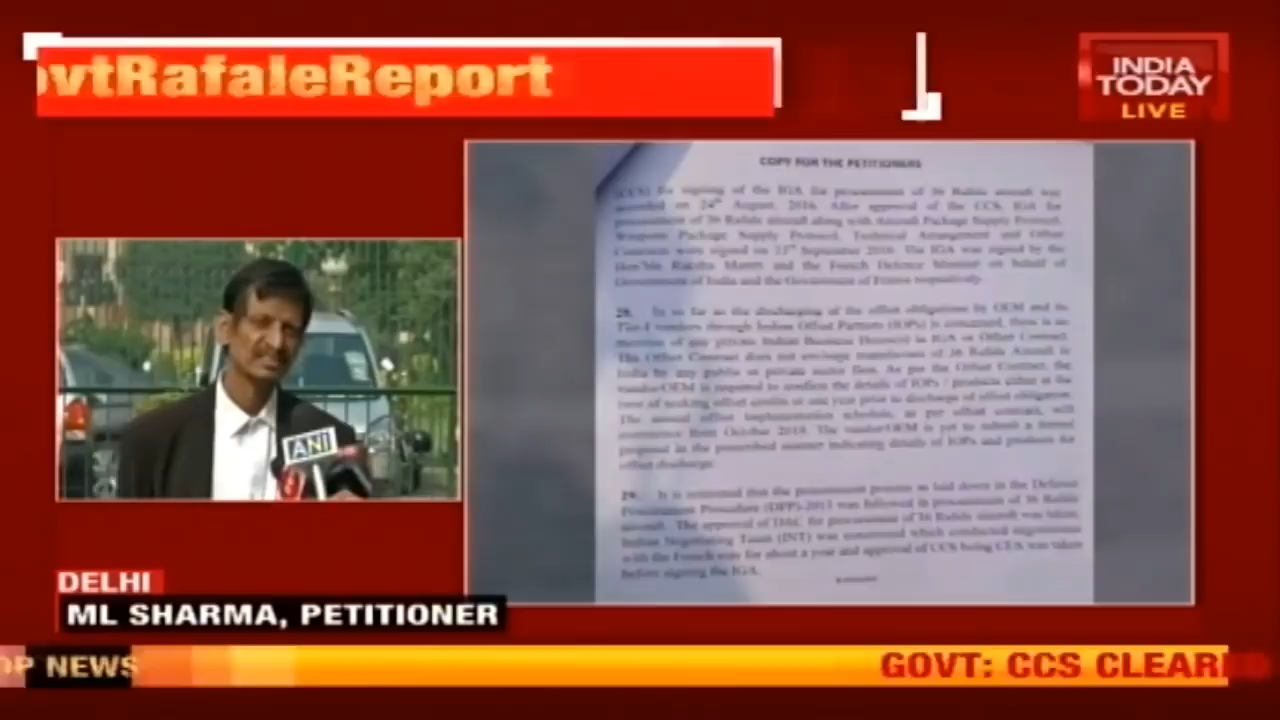 ovtRafaleReport
INDIA
TODAY
LIVE
COPY FOR THE PETITIONERS
(CCS) for signing of the IGA for procurement of 36 Rafale aircraft was
accorded on 24th August, 2016. After approval of the CCS, IGA for
procurement of 36 Rafale aircraft along with Aircraft Package Supply Protocol,
Weapons Package Supply Protocol, Technical Arrangement and Offset
Contracts were signed on 23rd September 2016. The IGA was signed by the
Hon'ble Raksha Mantri and the French Defence Minister on behalf of
Government of India and the Government of France respectively.
28. In so far as the discharging of the offset obligations by OEM and its
Tier-I vendors through Indian Offset Partners (IOPs) is concerned, there is no
mention of any private Indian Business House(s) in IGA or Offset Contract.
The Offset Contract does not envisage manufacture of 36 Rafale Aircraft in
India by any public or private sector firm. As per the Offset Contract, the
vendor/OEM is required to confirm the details of IOPs / products either at the
time of seeking offset credits or one year prior to discharge of offset obligation.
The annual offset implementation schedule, as per offset contract, will
commence from October 2019. The vendor/OEM is yet to submit a formal
proposal in the prescribed manner indicating details of IOPs and products for
offset discharge.
29. It is reiterated that the procurement process as laid down in the Defence
Procurement Procedure (DPP)-2013 was followed in procurement of 36 Rafale
aircraft. The approval of DAC for procurement of 36 Rafale aircraft was taken,
Indian Negotiating Team (INT) was constituted which conducted negotiations
with the French side for about a year and approval of CCS being CFA was taken
before signing the IGA.
ANI
DELHI
ML SHARMA, PETITIONER
OP NEWS
GOVT: CCS CLEAR